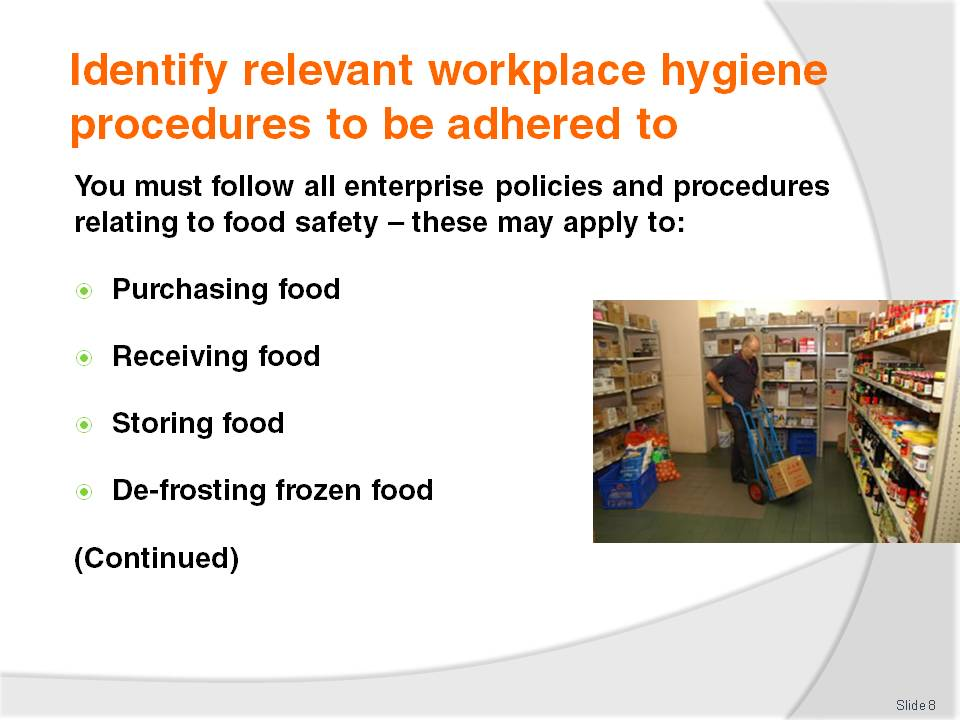 Identify relevant workplace hygiene
procedures to be adhered to
You must follow all enterprise policies and procedures
relating to food safety – these may apply to:
Purchasing food
Receiving food
Storing food
De-frosting frozen food
(Continued)
Slide 8